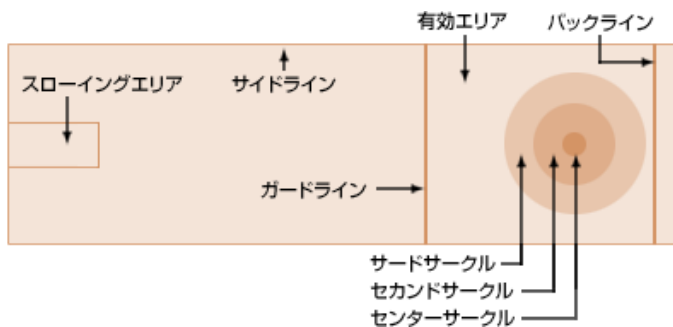 有効エリア
バックライン
スローイングエリア
サイドライン
ガードライン
サードサークル
セカンドサークル
センターサークル